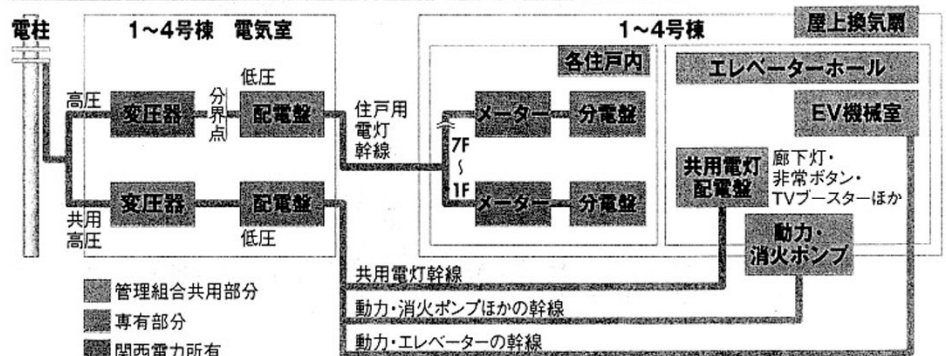 電柱
1〜4号棟 電気室
1〜4号棟
屋上換気扇
各住戸内
エレベーターホール
EV機械室
高圧
変圧器
分界点
低圧
配電盤
住戸用
電灯
幹線
メーター
分電盤
7F
〜
1F
メーター
分電盤
共用電灯
配電盤
廊下灯・
非常ボタン・
TVブースターほか
共用
高圧
変圧器
配電盤
低圧
動力・
消火ポンプ
共用電灯幹線
動力・消火ポンプほかの幹線
動力・エレベーターの幹線
管理組合共用部分
専有部分
関西電力所有